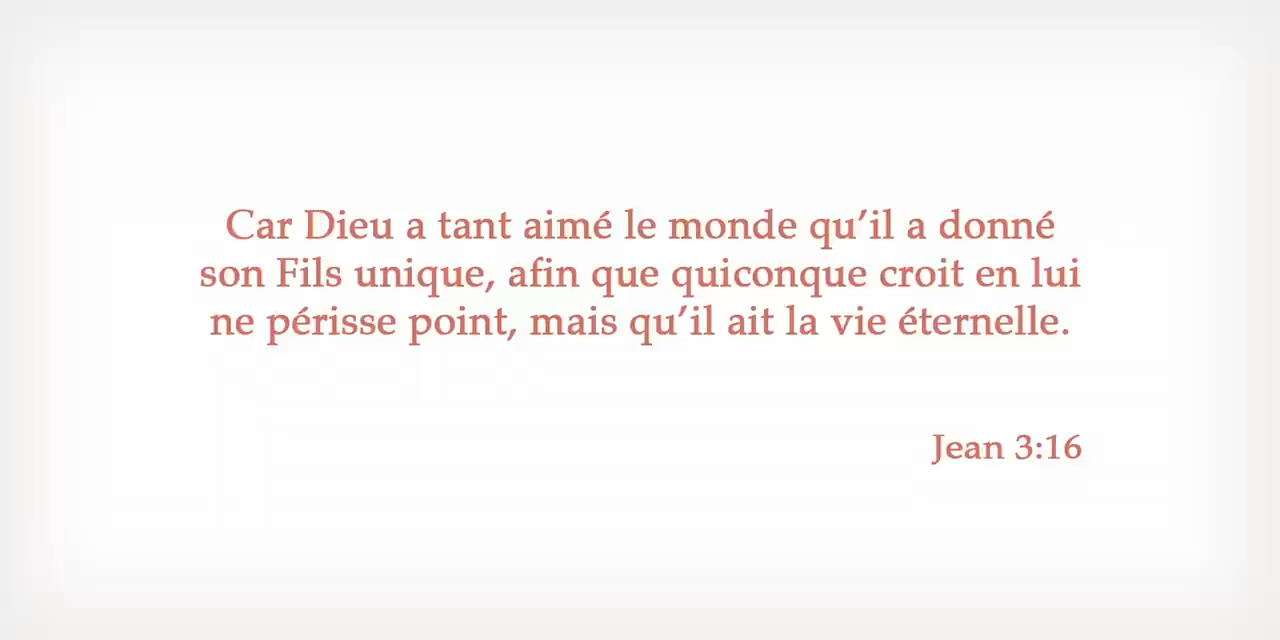 Car Dieu a tant aimé le monde qu’il a donné
son Fils unique, afin que quiconque croit en lui
ne périsse point, mais qu’il ait la vie éternelle.
Jean 3:16